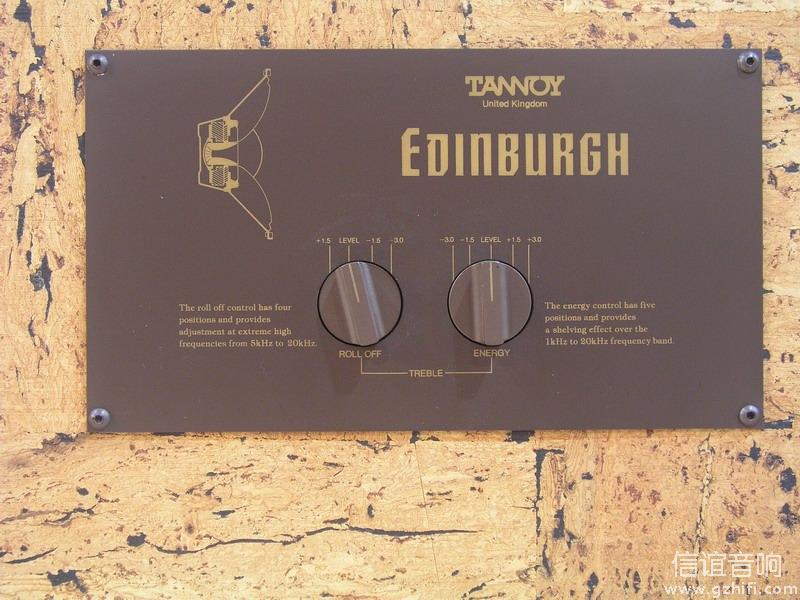 TANNOY
United Kingdom
EDINBURGH
+1.5 LEVEL -1.5 -3.0
-3.0 -1.5 LEVEL +1.5 +3.0
The roll off control has four
positions and provides
adjustment at extreme high
frequencies from 5kHz to 20kHz.
The energy control has five
positions and provides
a shelving effect over the
1kHz to 20kHz frequency band.
ROLL OFF
ENERGY
TREBLE
信谊音响
www.gzhifi.com